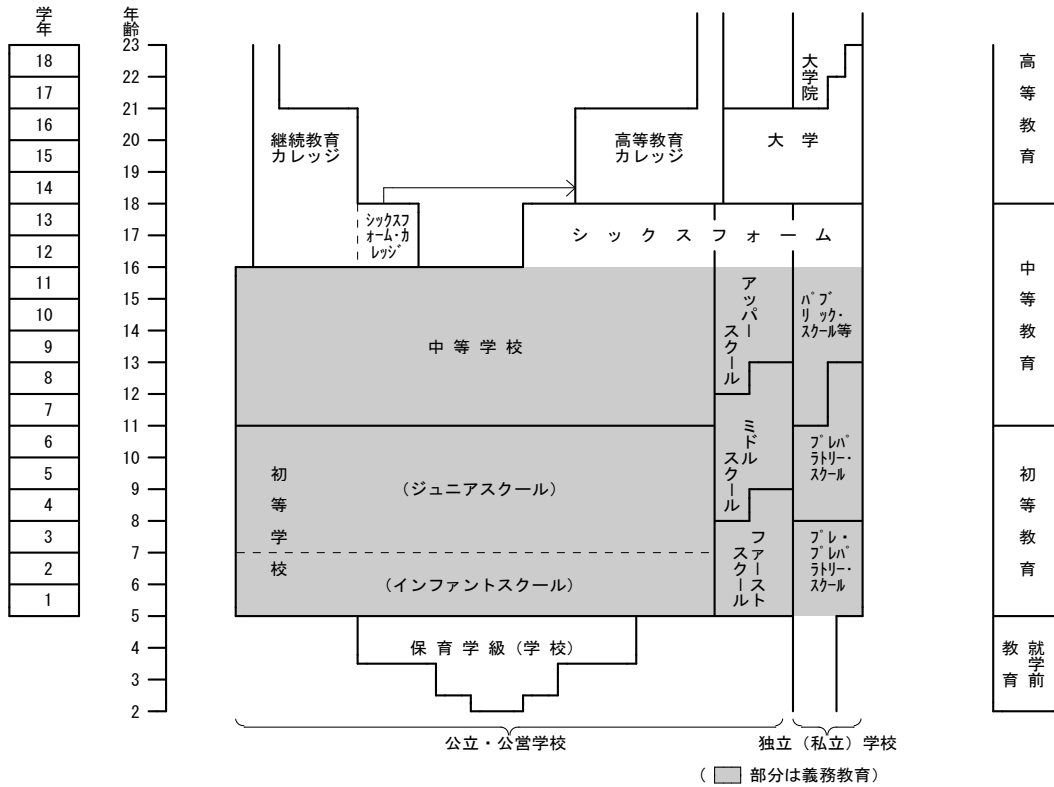 学年
年齢
18
17
16
15
14
13
12
11
10
9
8
7
6
5
4
3
2
1
23
22
21
20
19
18
17
16
15
14
13
12
11
10
9
8
7
6
5
4
3
2
継続教育
カレッジ
高等教育
カレッジ
大学
大学院
シックスフ
ォーム・カ
レッジ
シックスフォーム
中等学校
アッパー
スクール
パブ
リック・
スクール等
初等学校
(ジュニアスクール)
(インファントスクール)
ミドル
スクール
ファースト
スクール
プレパ
ラトリー・
スクール
プレ・
プレパ
ラトリー・
スクール
保育学級(学校)
公立・公営学校
独立(私立)学校
( 部分は義務教育)
高等教育
中等教育
初等教育
就学前
教育